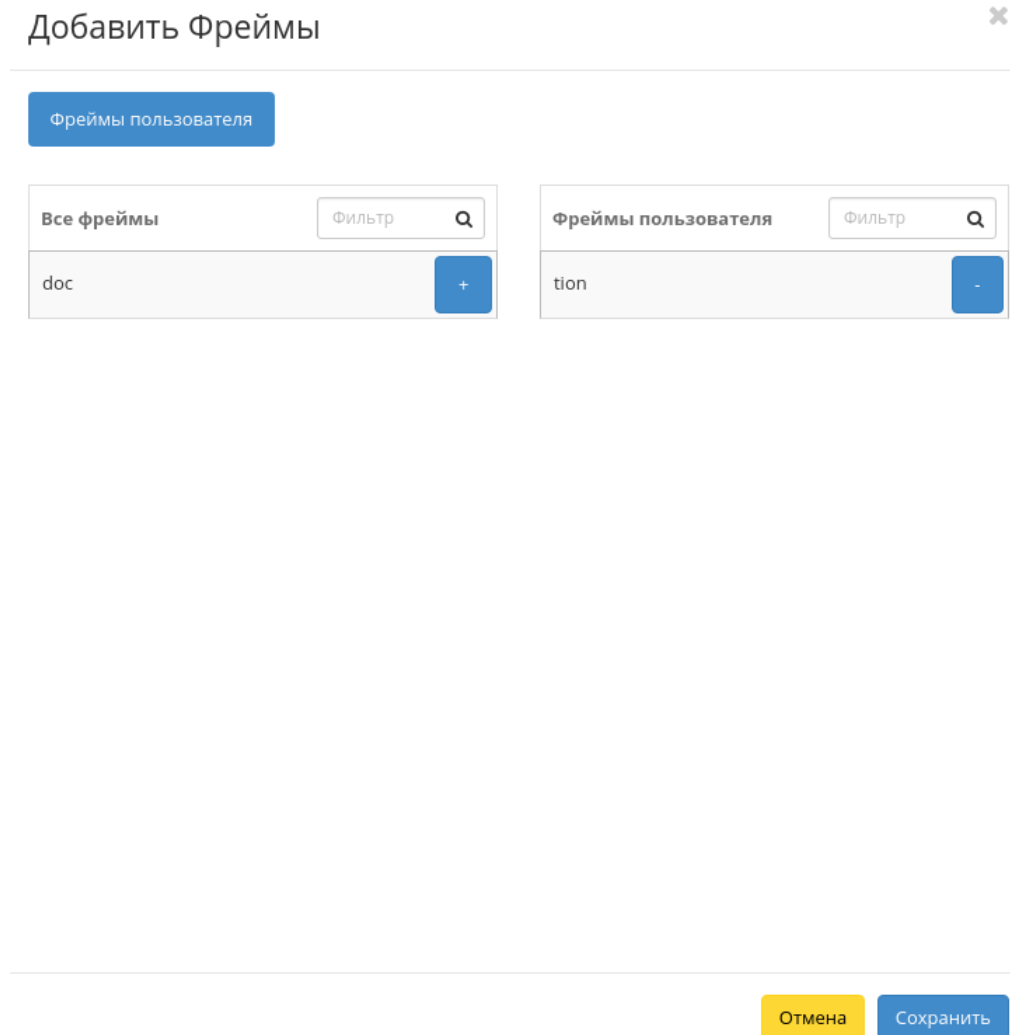 Добавить Фреймы
Фреймы пользователя
Все фреймы
Фильтр
doc
+
Фреймы пользователя
Фильтр
tion
-
Отмена
Сохранить